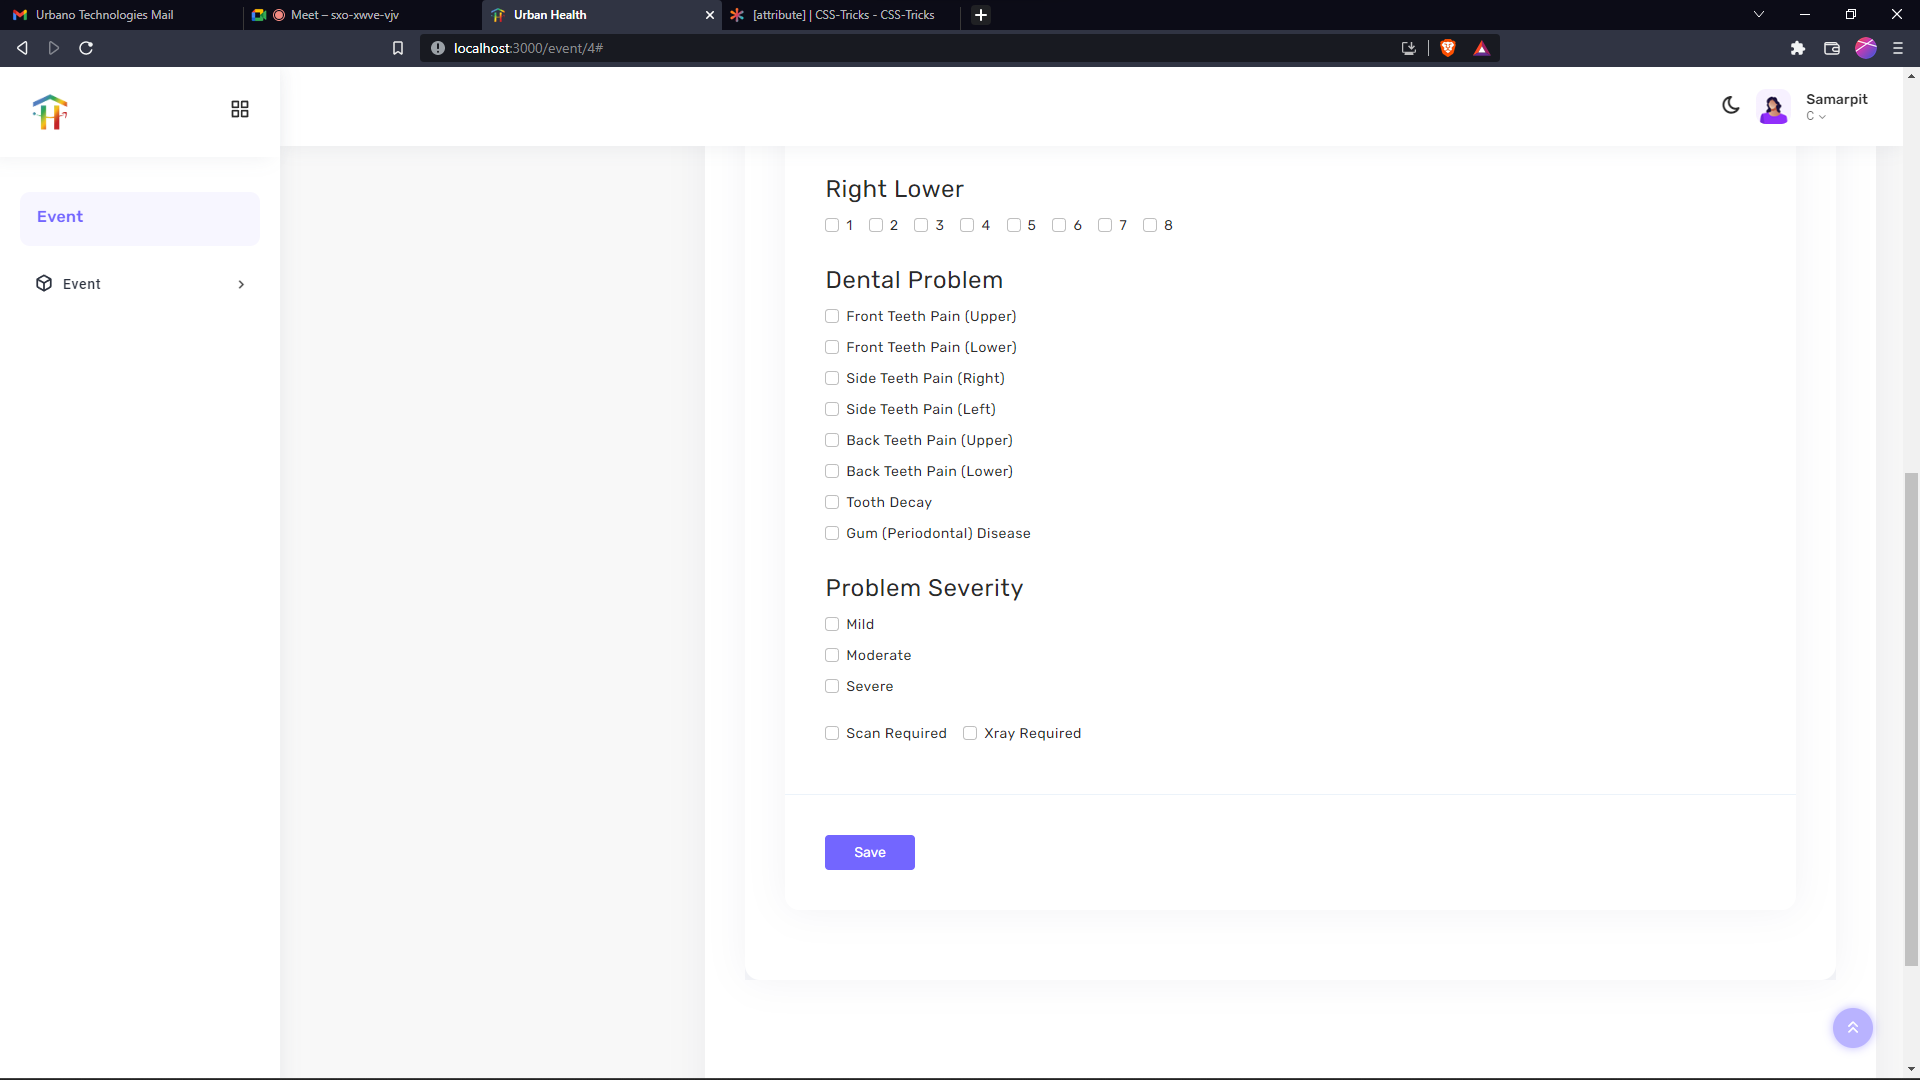 Urbano Technologies Mail
Meet – sxo-xwve-vjv
Urban Health
[attribute] | CSS-Tricks - CSS-Tricks
localhost:3000/event/4#
Samarpit
C
Event
Event
Right Lower
1 2 3 4 5 6 7 8
Dental Problem
Front Teeth Pain (Upper)
Front Teeth Pain (Lower)
Side Teeth Pain (Right)
Side Teeth Pain (Left)
Back Teeth Pain (Upper)
Back Teeth Pain (Lower)
Tooth Decay
Gum (Periodontal) Disease
Problem Severity
Mild
Moderate
Severe
Scan Required Xray Required
Save